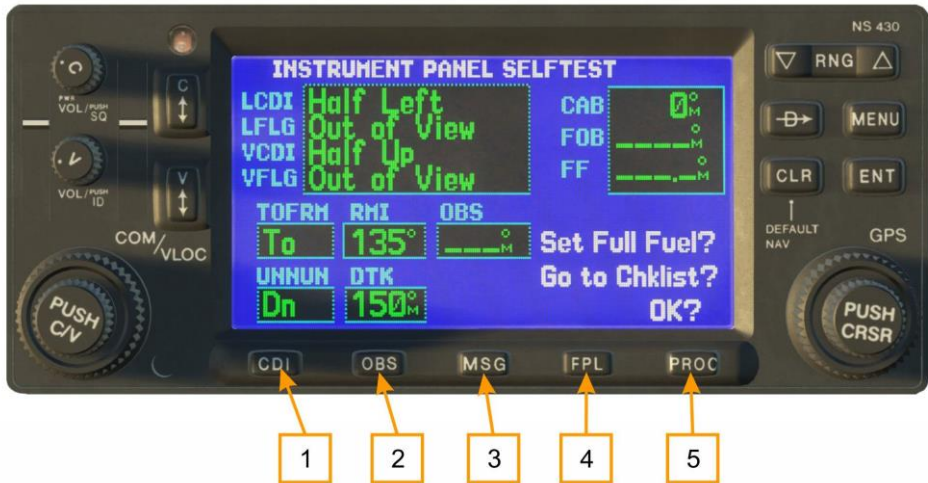 NS 430
C
PWR VOL/PUSH SQ
C
V
VOL/PUSH ID
V
COM/VLOC
PUSH C/V
INSTRUMENT PANEL SELFTEST
LCDI Half Left
LFLG Out of View
VCDI Half Up
VFLG Out of View
CAB 0°M
FOB ____°M
FF ___._°M
TOFRM RMI OBS
To 135° ___°M
UNNUN DTK
Dn 150°M
Set Full Fuel?
Go to Chklist?
OK?
RNG
D
MENU
CLR
ENT
DEFAULT NAV
GPS
PUSH CRSR
CDI OBS MSG FPL PROC
1 2 3 4 5